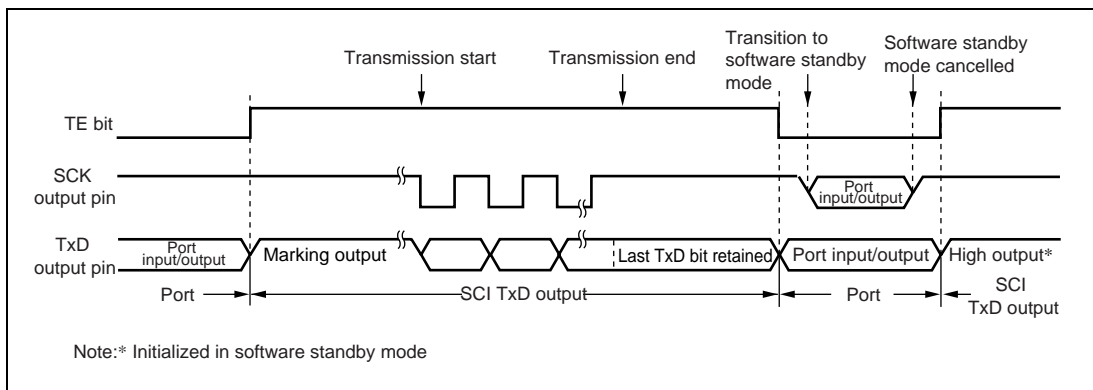 Transmission start
Transmission end
Transition to
software standby
mode
Software standby
mode cancelled
TE bit
SCK
output pin
Port
input/output
TxD
output pin
Port
input/output
Marking output
Last TxD bit retained
Port input/output
High output*
Port
SCI TxD output
Port
SCI
TxD output
Note:* Initialized in software standby mode